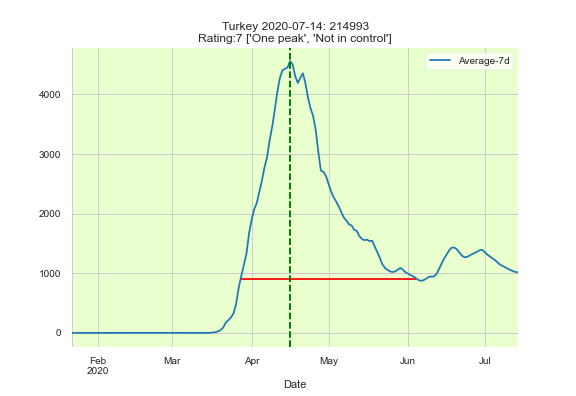 Turkey 2020-07-14: 214993
Rating:7 ['One peak', 'Not in control']
Average-7d
4000
3000
2000
1000
0
Feb Mar Apr May Jun Jul
2020
Date